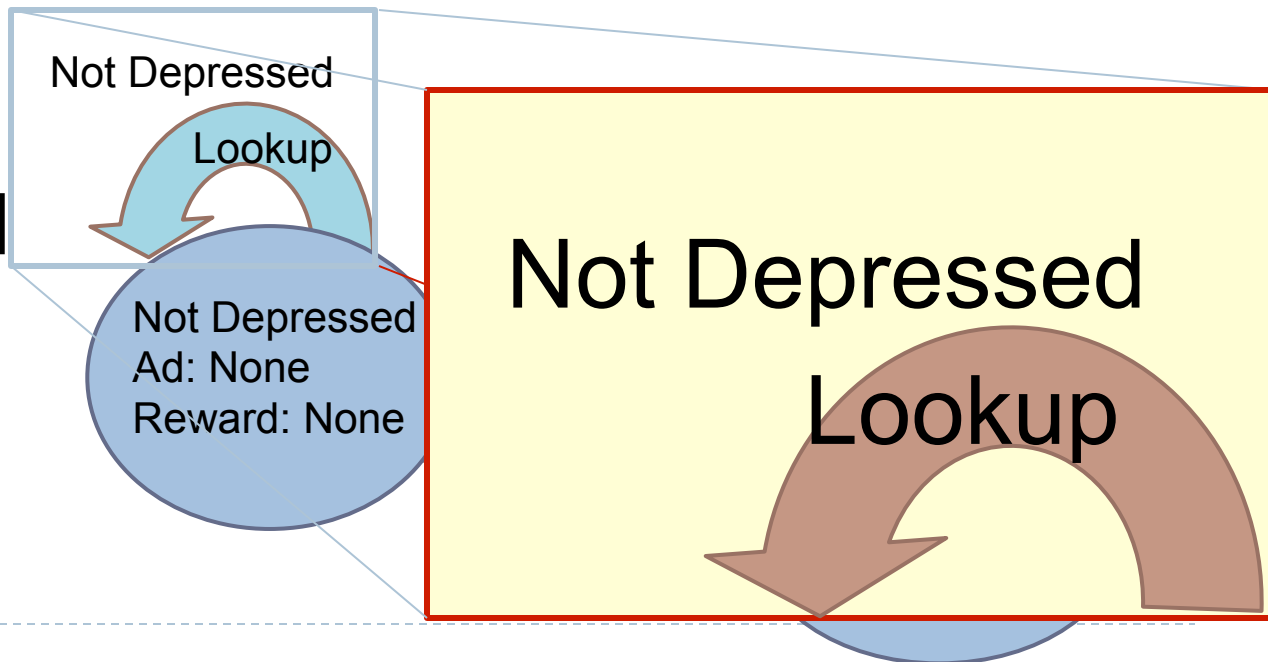 Not Depressed
Lookup
Not Depressed
Ad: None
Reward: None
Not Depressed
Lookup